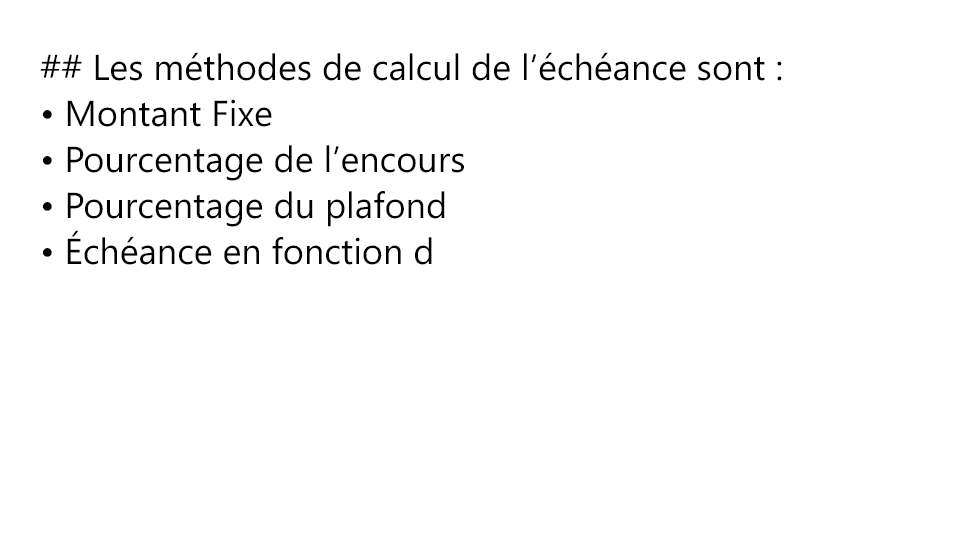 ## Les méthodes de calcul de l’échéance sont :
• Montant Fixe
• Pourcentage de l’encours
• Pourcentage du plafond
• Échéance en fonction d